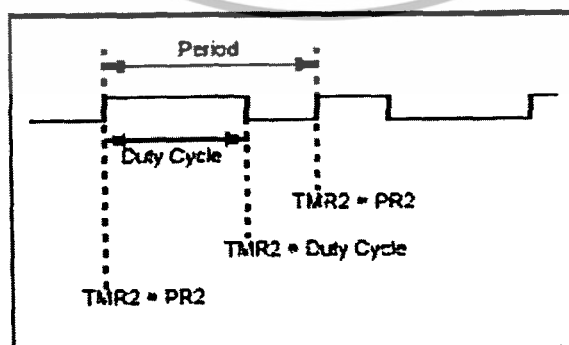 Period
Duty Cycle
TMR2 = PR2
TMR2 = Duty Cycle
TMR2 = PR2